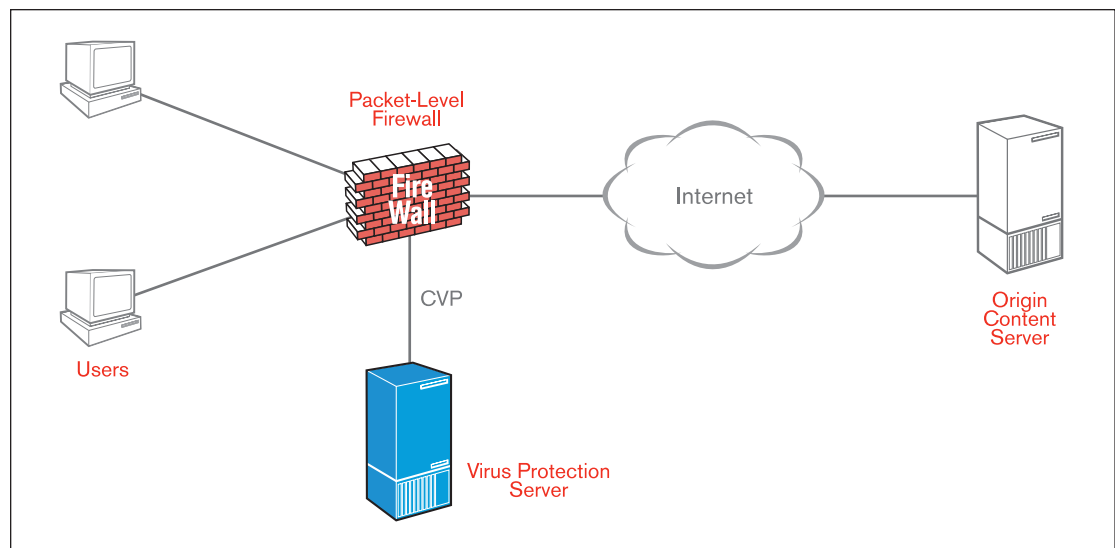 Packet-Level
Firewall
Fire
Wall
Internet
CVP
Origin
Content
Server
Users
Virus Protection
Server